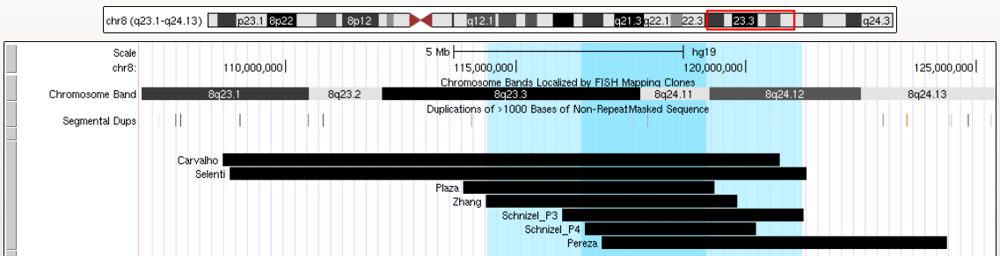 chr8 (q23.1-q24.13) p23.1 8p22 8p12 q12.1 q21.3 q22.1 22.3 23.3 q24.3
Scale 5 Mb hg19
chr8: 110,000,000 115,000,000 120,000,000 125,000,000
Chromosome Bands Localized by FISH Mapping Clones
Chromosome Band 8q23.1 8q23.2 8q23.3 8q24.11 8q24.12 8q24.13
Duplications of >1000 Bases of Non-RepeatMasked Sequence
Segmental Dups
Carvalho
Selenti
Plaza
Zhang
Schnizel_P3
Schnizel_P4
Pereza